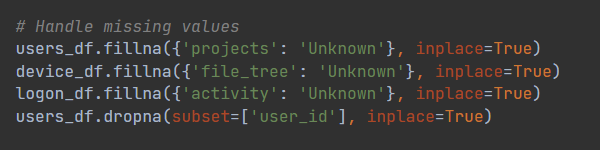 # Handle missing values
users_df.fillna({'projects': 'Unknown'}, inplace=True)
device_df.fillna({'file_tree': 'Unknown'}, inplace=True)
logon_df.fillna({'activity': 'Unknown'}, inplace=True)
users_df.dropna(subset=['user_id'], inplace=True)